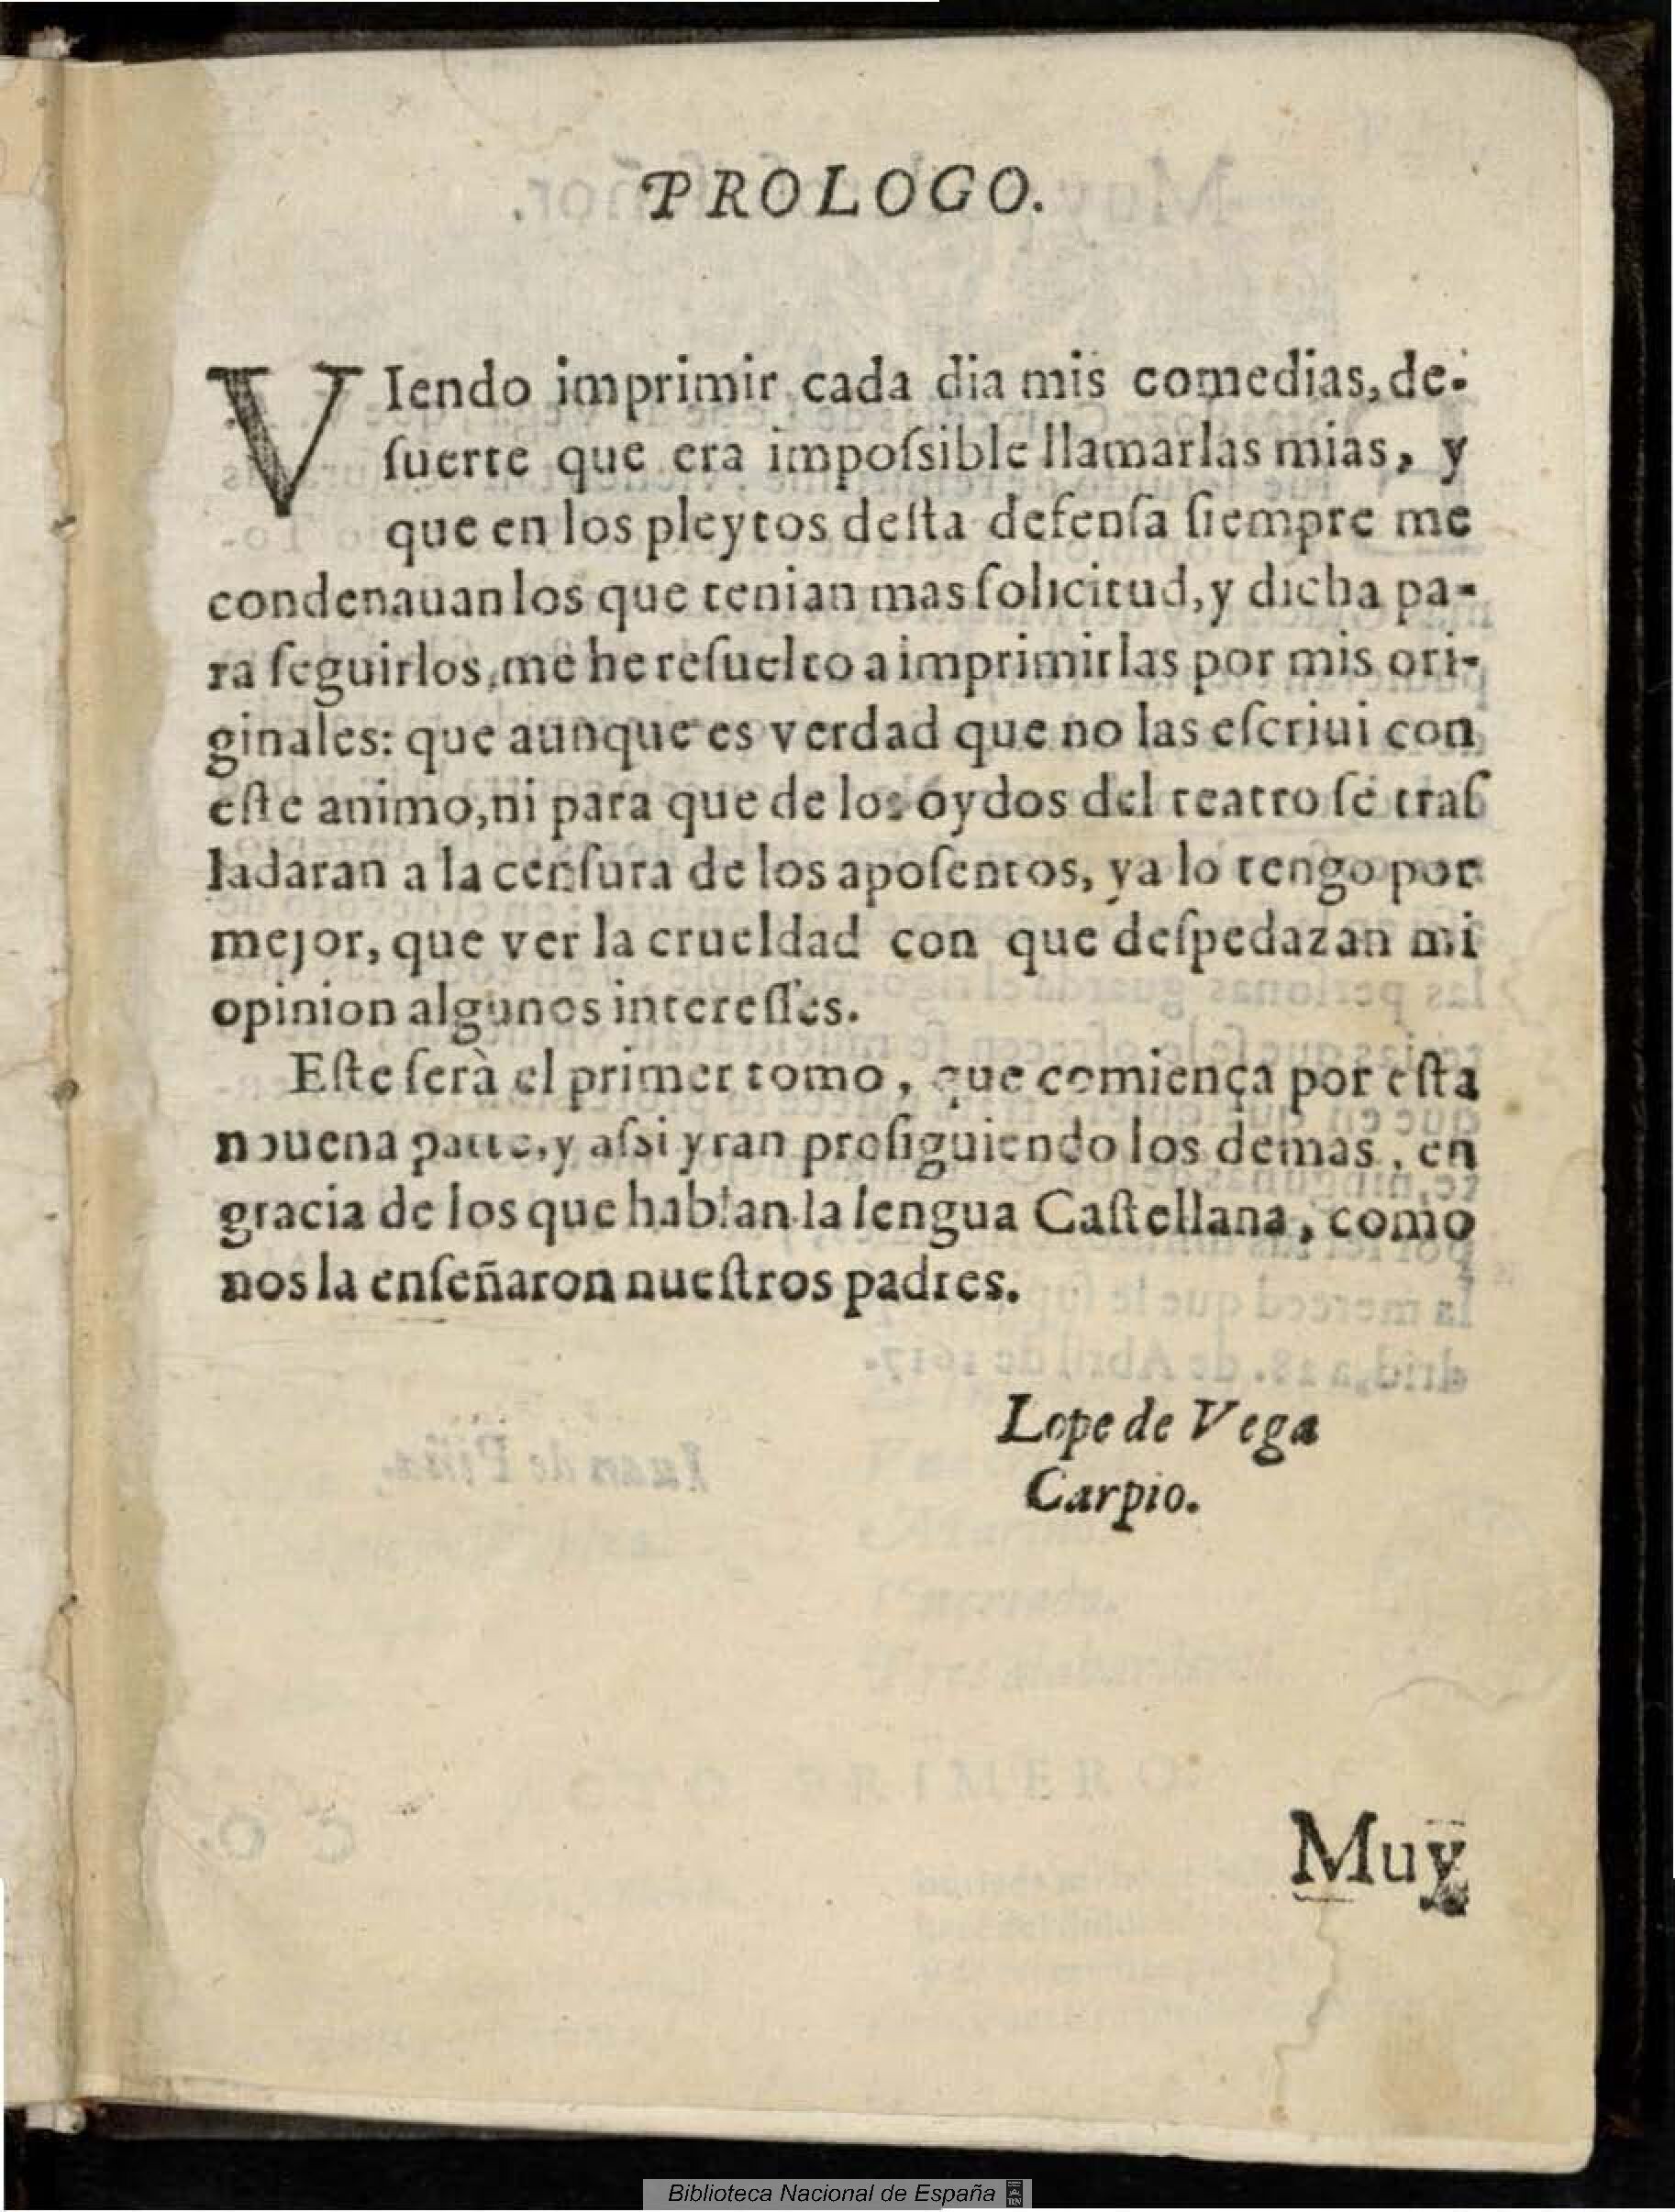 PROLOGO.
VIendo imprimir cada dia mis comedias, de-
ſuerte que era impoſsible llamarlas mias, y
que en los pleytos deſta defenſa ſiempre me
condenauan los que tenian mas ſolicitud, y dicha pa-
ra ſeguirlos, me he reſuelto a imprimirlas por mis ori-
ginales: que aunque es verdad que no las eſcriui con
eſte animo, ni para que de los oydos del teatro ſe traſ
ladaran a la cenſura de los apoſentos, ya lo tengo por
mejor, que ver la crueldad con que deſpedazan mi
opinion algunos intereſſes.
Eſte ſerà el primer tomo, que comiença por eſta
nouena parte, y aſsi yran proſiguiendo los demas, en
gracia de los que hablan la lengua Caſtellana, como
nos la enſeñaron nueſtros padres.
Lope de Vega
Carpio.
Muy
Biblioteca Nacional de España